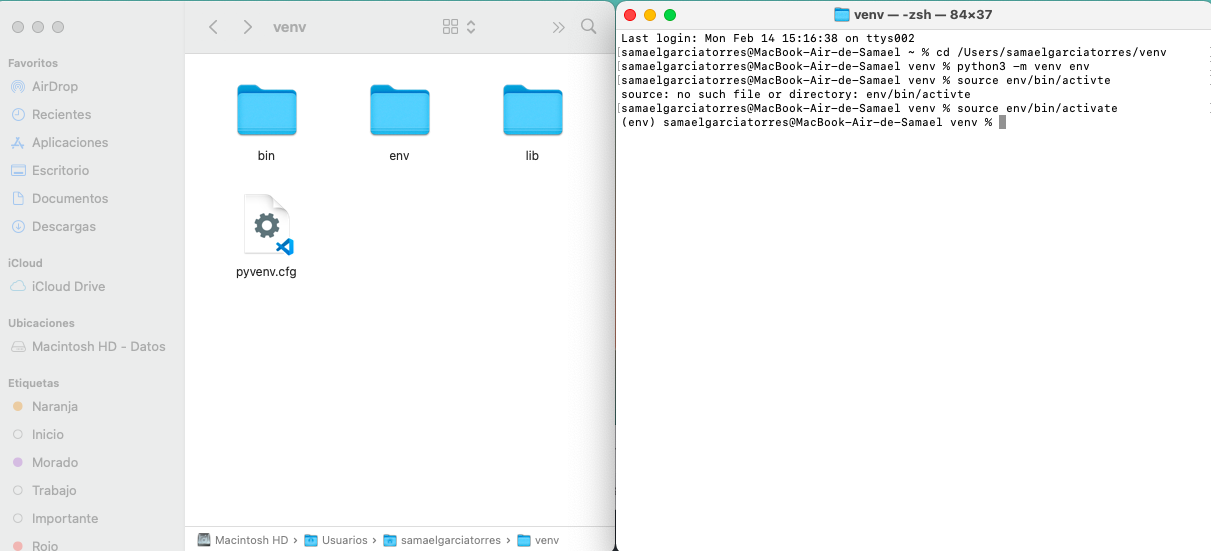 venv
Favoritos
AirDrop
Recientes
Aplicaciones
Escritorio
Documentos
Descargas
iCloud
iCloud Drive
Ubicaciones
Macintosh HD - Datos
Etiquetas
Naranja
Inicio
Morado
Trabajo
Importante
Rojo
bin
env
lib
pyvenv.cfg
Macintosh HD › Usuarios › samaelgarciatorres › venv
venv — -zsh — 84×37
Last login: Mon Feb 14 15:16:38 on ttys002
[samaelgarciatorres@MacBook-Air-de-Samael ~ % cd /Users/samaelgarciatorres/venv
[samaelgarciatorres@MacBook-Air-de-Samael venv % python3 -m venv env
[samaelgarciatorres@MacBook-Air-de-Samael venv % source env/bin/activte
source: no such file or directory: env/bin/activte
[samaelgarciatorres@MacBook-Air-de-Samael venv % source env/bin/activate
(env) samaelgarciatorres@MacBook-Air-de-Samael venv %